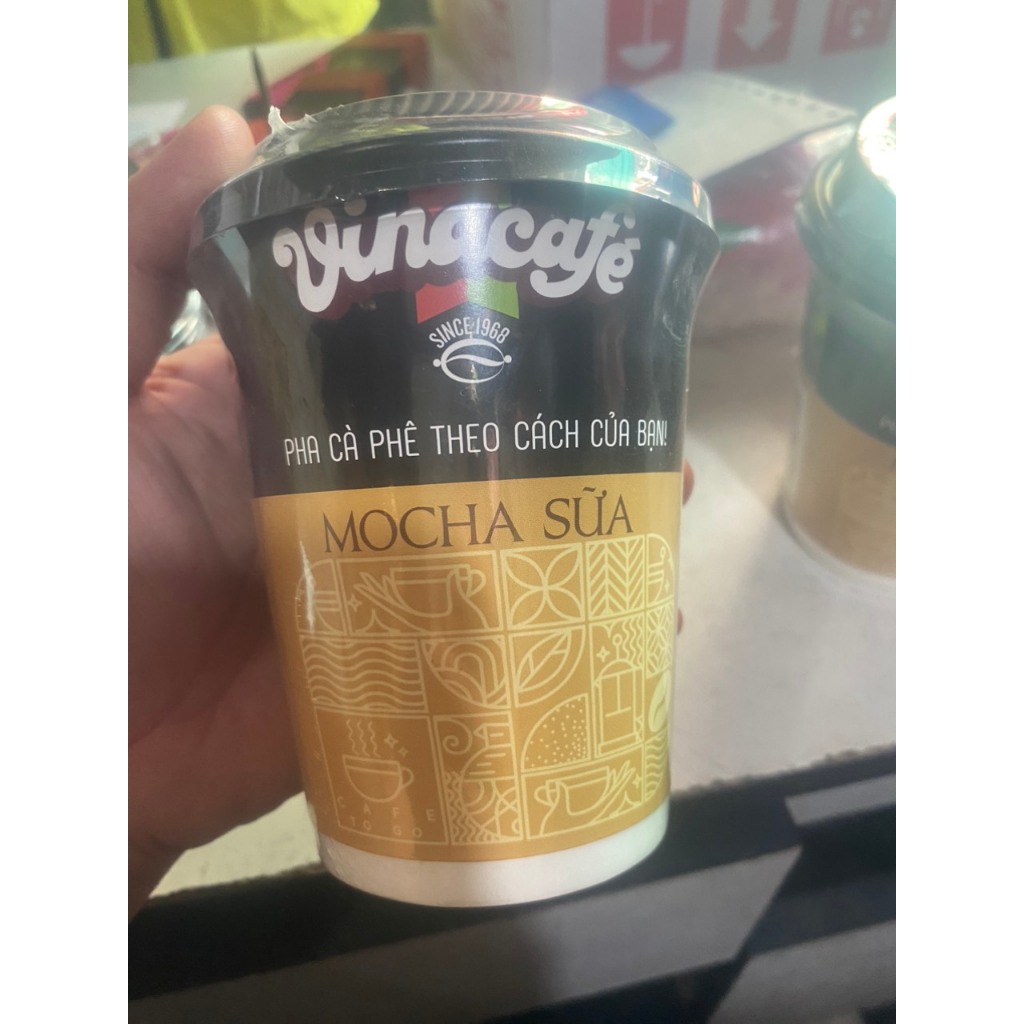 Vinacafé
SINCE 1968
PHA CÀ PHÊ THEO CÁCH CỦA BẠN!
MOCHA SỮA
CAFE
TO GO